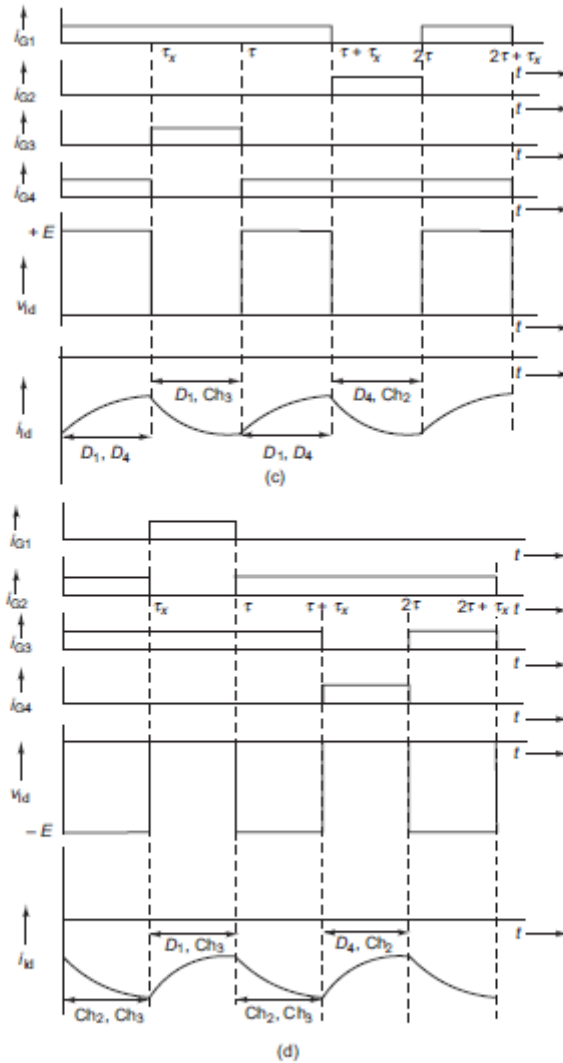 iG1
τx τ τ + τx 2τ 2τ + τx
t
iG2
t
iG3
t
iG4
t
+ E
vld
t
t
D1, Ch3 D4, Ch2
ild
D1, D4 D1, D4
(c)
iG1
t
iG2
τx τ τ + τx 2τ 2τ + τx t
iG3
t
iG4
t
t
vld
– E
D1, Ch3 D4, Ch2 t
ild
Ch2, Ch3 Ch2, Ch3
(d)